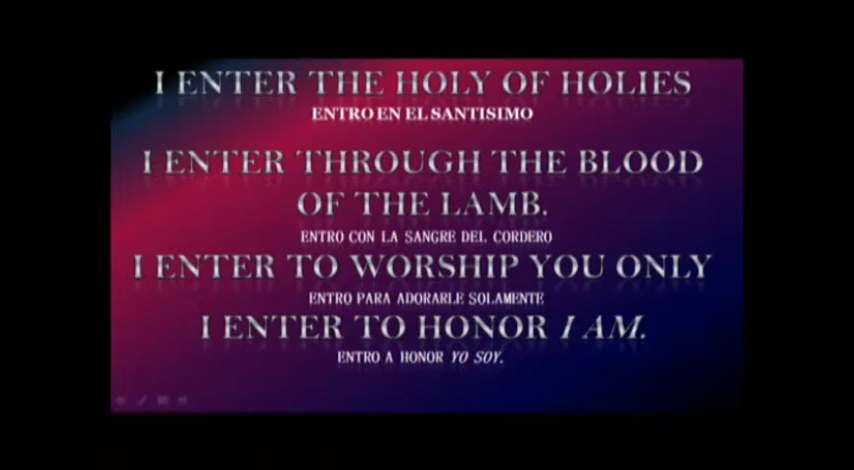 I ENTER THE HOLY OF HOLIES
ENTRO EN EL SANTISIMO
I ENTER THROUGH THE BLOOD
OF THE LAMB.
ENTRO CON LA SANGRE DEL CORDERO
I ENTER TO WORSHIP YOU ONLY
ENTRO PARA ADORARLE SOLAMENTE
I ENTER TO HONOR I AM.
ENTRO A HONOR YO SOY.